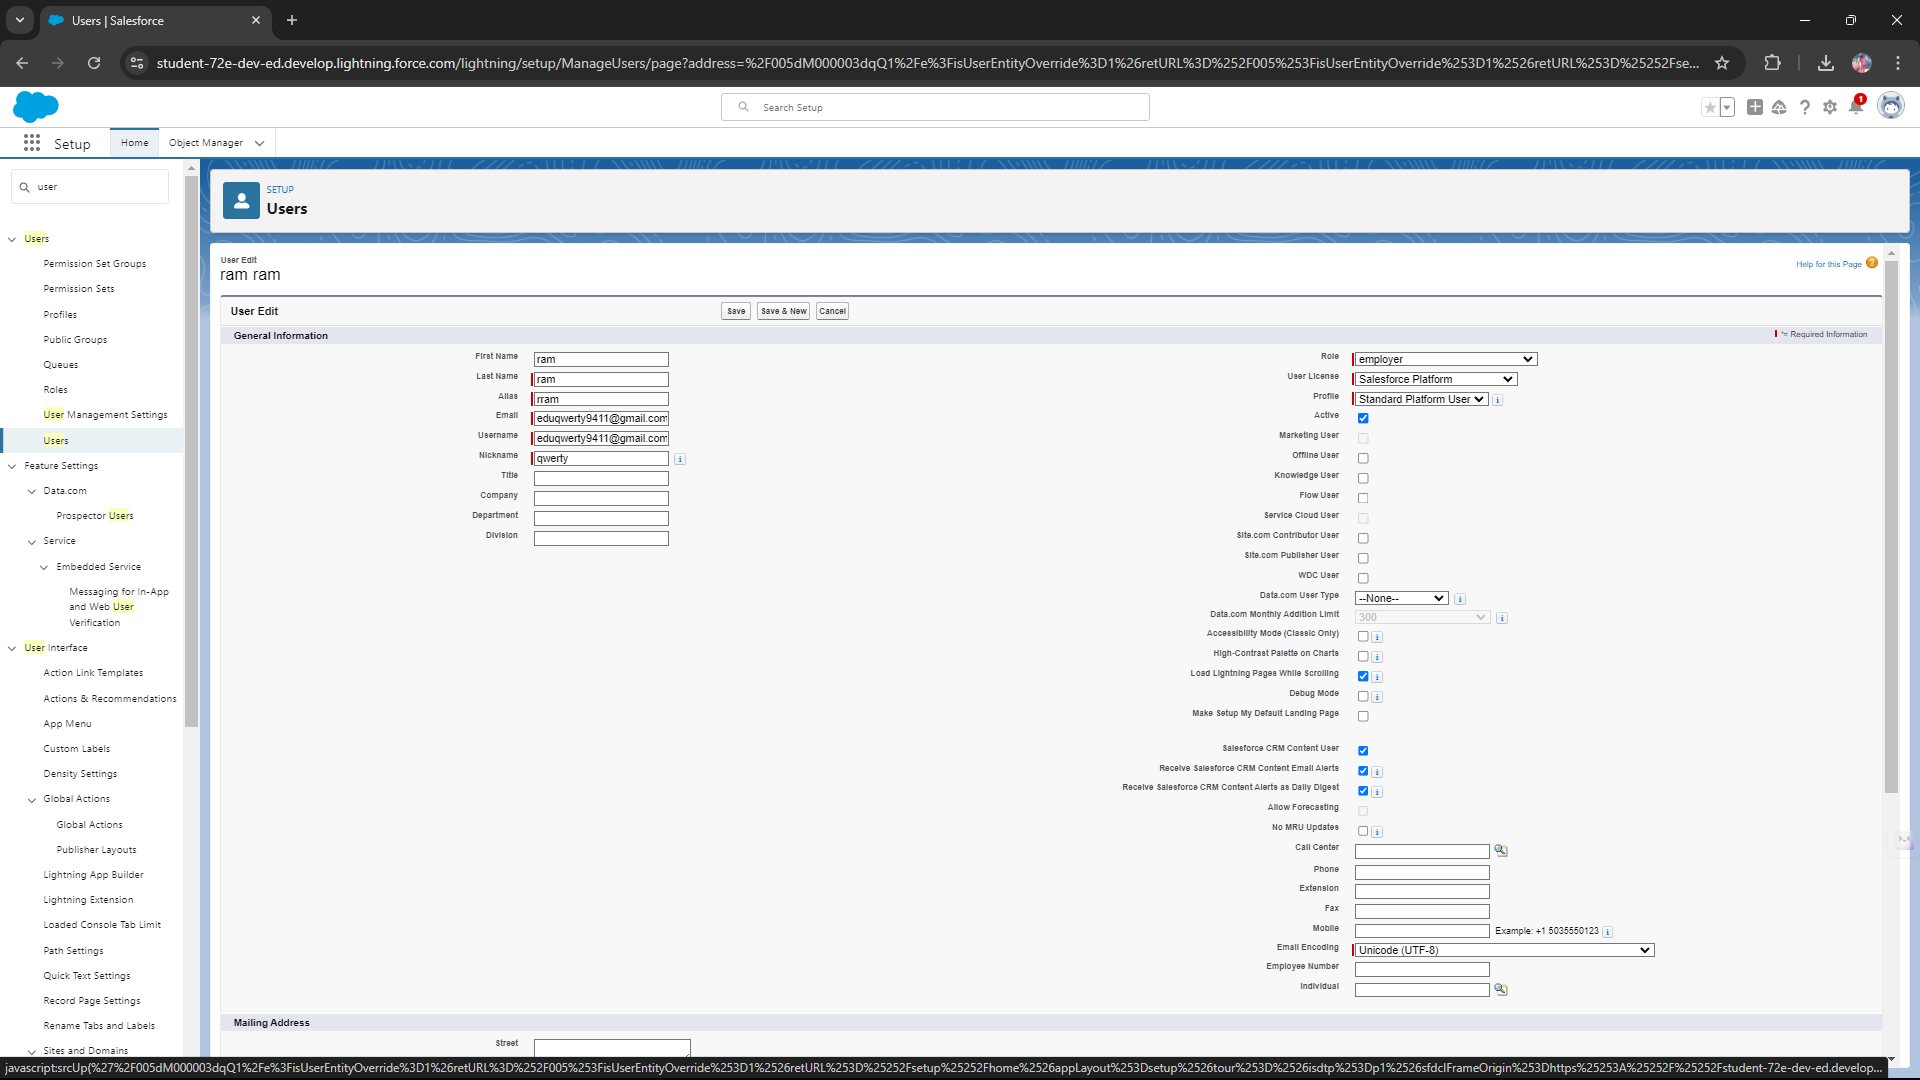 Users | Salesforce
student-72e-dev-ed.develop.lightning.force.com/lightning/setup/ManageUsers/page?address=%2F005dM000003dqQ1%2Fe%3FisUserEntityOverride%3D1%26retURL%3D%252F005%253FisUserEntityOverride%253D1%2526retURL%253D%25252Fse...
Search Setup
1
Setup
Home
Object Manager
user
Users
Permission Set Groups
Permission Sets
Profiles
Public Groups
Queues
Roles
User Management Settings
Users
Feature Settings
Data.com
Prospector Users
Service
Embedded Service
Messaging for In-App
and Web User
Verification
User Interface
Action Link Templates
Actions & Recommendations
App Menu
Custom Labels
Density Settings
Global Actions
Global Actions
Publisher Layouts
Lightning App Builder
Lightning Extension
Loaded Console Tab Limit
Path Settings
Quick Text Settings
Record Page Settings
Rename Tabs and Labels
Sites and Domains
SETUP
Users
User Edit
ram ram
Help for this Page
User Edit
Save
Save & New
Cancel
General Information
= Required Information
First Name ram
Last Name ram
Alias rram
Email eduqwerty9411@gmail.com
Username eduqwerty9411@gmail.com
Nickname qwerty
Title
Company
Department
Division
Role employer
User License Salesforce Platform
Profile Standard Platform User
Active
Marketing User
Offline User
Knowledge User
Flow User
Service Cloud User
Site.com Contributor User
Site.com Publisher User
WDC User
Data.com User Type --None--
Data.com Monthly Addition Limit 300
Accessibility Mode (Classic Only)
High-Contrast Palette on Charts
Load Lightning Pages While Scrolling
Debug Mode
Make Setup My Default Landing Page
Salesforce CRM Content User
Receive Salesforce CRM Content Email Alerts
Receive Salesforce CRM Content Alerts as Daily Digest
Allow Forecasting
No MRU Updates
Call Center
Phone
Extension
Fax
Mobile Example: +1 5035550123
Email Encoding Unicode (UTF-8)
Employee Number
Individual
Mailing Address
Street
javascript:srcUp(%27%2F005dM000003dqQ1%2Fe%3FisUserEntityOverride%3D1%26retURL%3D%252F005%253FisUserEntityOverride%253D1%2526retURL%253D%25252Fsetup%25252Fhome%2526appLayout%253Dsetup%2526tour%253D%2526isdtp%253Dp1%2526sfdcIFrameOrigin%253Dhttps%25253A%25252F%25252Fstudent-72e-dev-ed.develop...